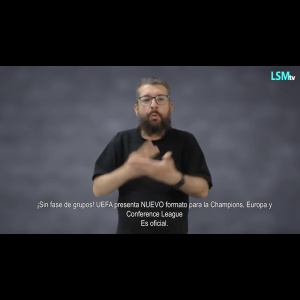 LSMtv
¡Sin fase de grupos! UEFA presenta NUEVO formato para la Champions, Europa y
Conference League
Es oficial.